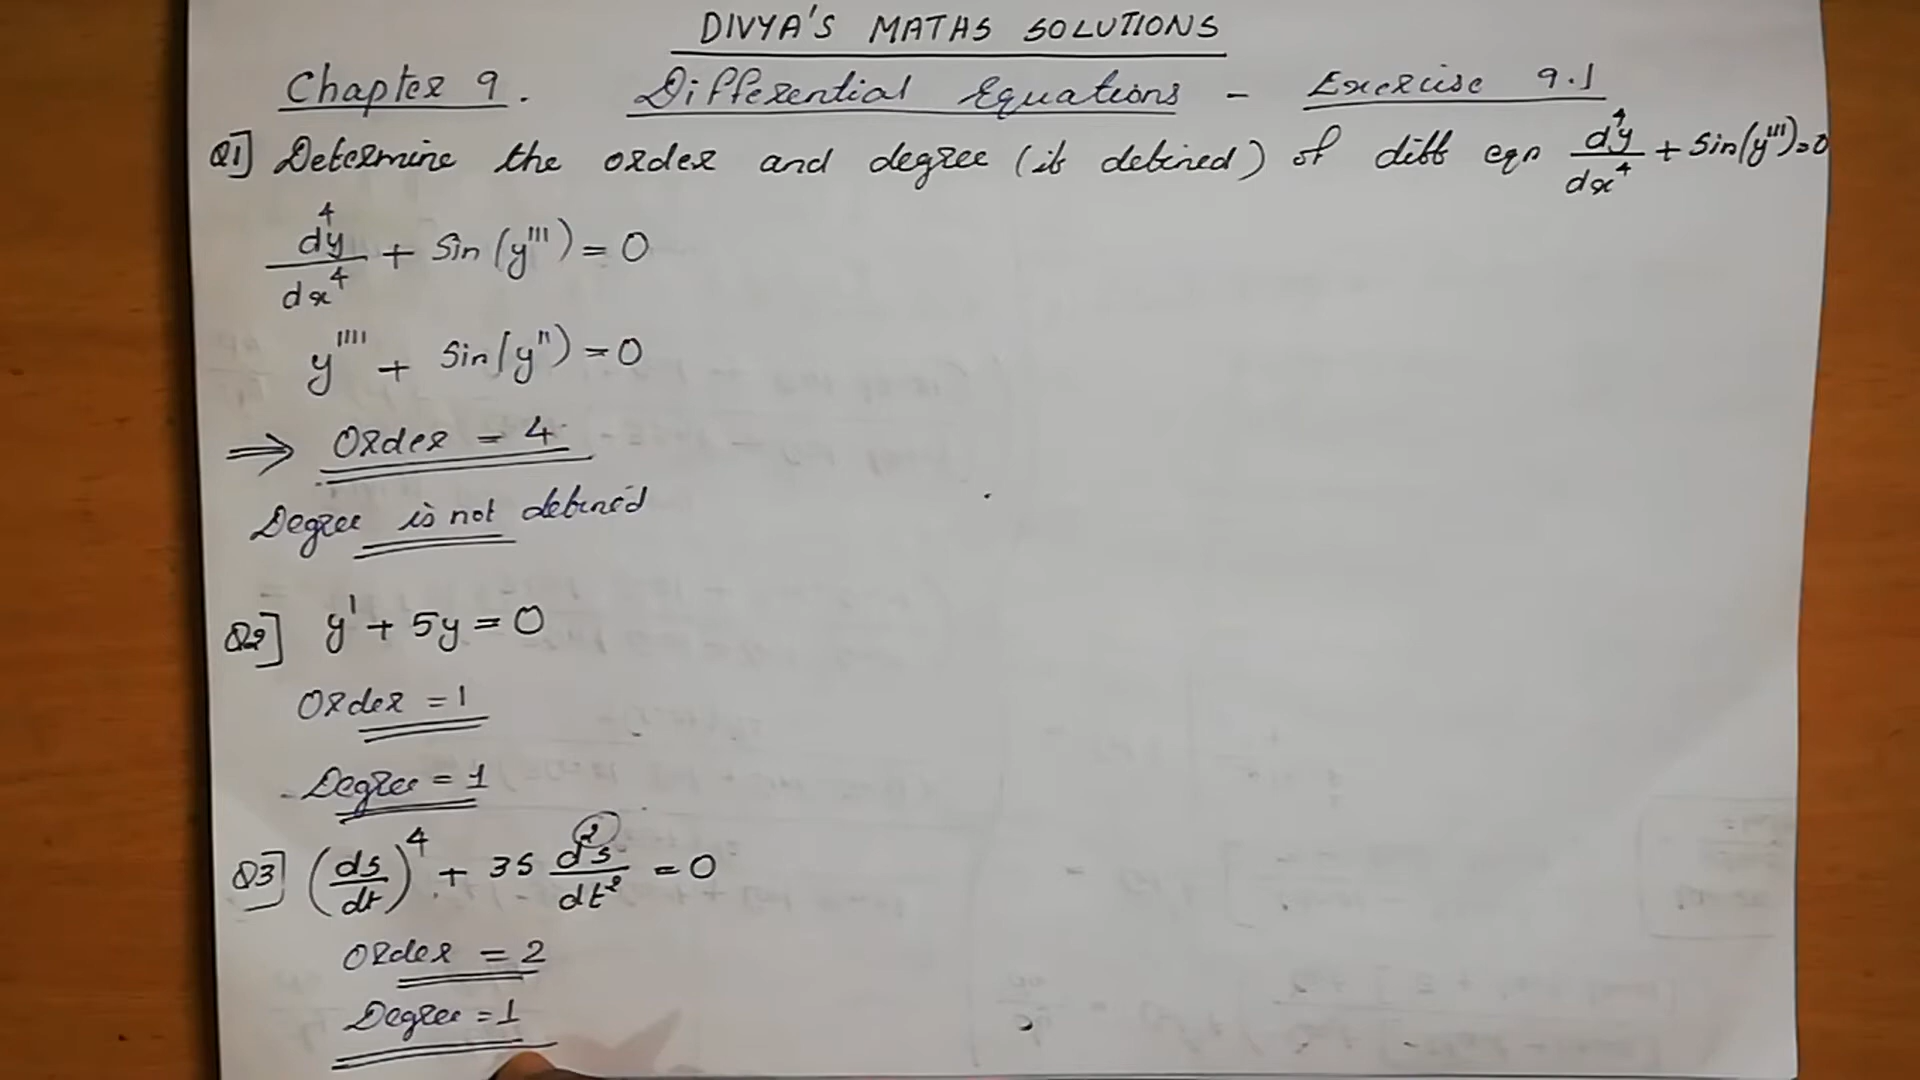 DIVYA'S MATHS SOLUTIONS
Chapter 9. Differential Equations - Exercise 9.1
Q1] Determine the order and degree (if defined) of diff eqn d⁴y/dx⁴ + Sin(y''')=0
d⁴y/dx⁴ + Sin(y''') = 0
y'''' + Sin(y''') = 0
⇒ Order = 4
Degree is not defined
Q2] y' + 5y = 0
Order = 1
Degree = 1
Q3] (ds/dt)⁴ + 3s d²s/dt² = 0
Order = 2
Degree = 1